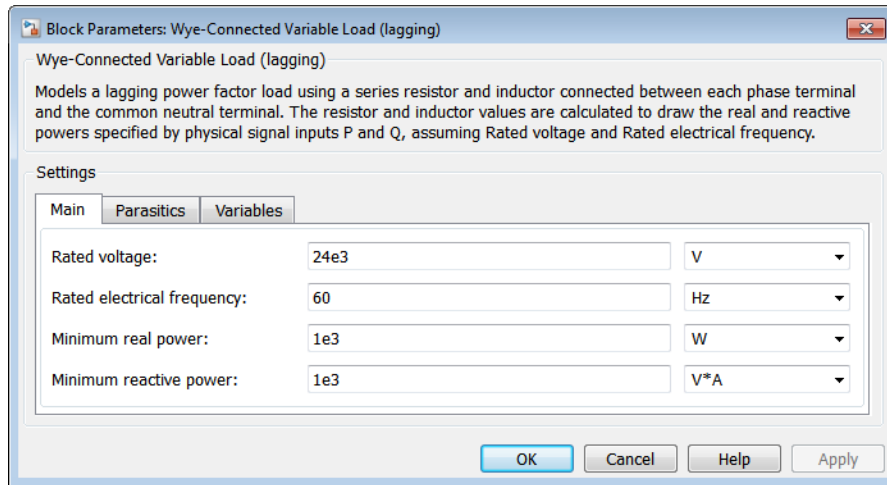 Block Parameters: Wye-Connected Variable Load (lagging)
Wye-Connected Variable Load (lagging)
Models a lagging power factor load using a series resistor and inductor connected between each phase terminal
and the common neutral terminal. The resistor and inductor values are calculated to draw the real and reactive
powers specified by physical signal inputs P and Q, assuming Rated voltage and Rated electrical frequency.
Settings
Main Parasitics Variables
Rated voltage: 24e3 V
Rated electrical frequency: 60 Hz
Minimum real power: 1e3 W
Minimum reactive power: 1e3 V*A
OK Cancel Help Apply